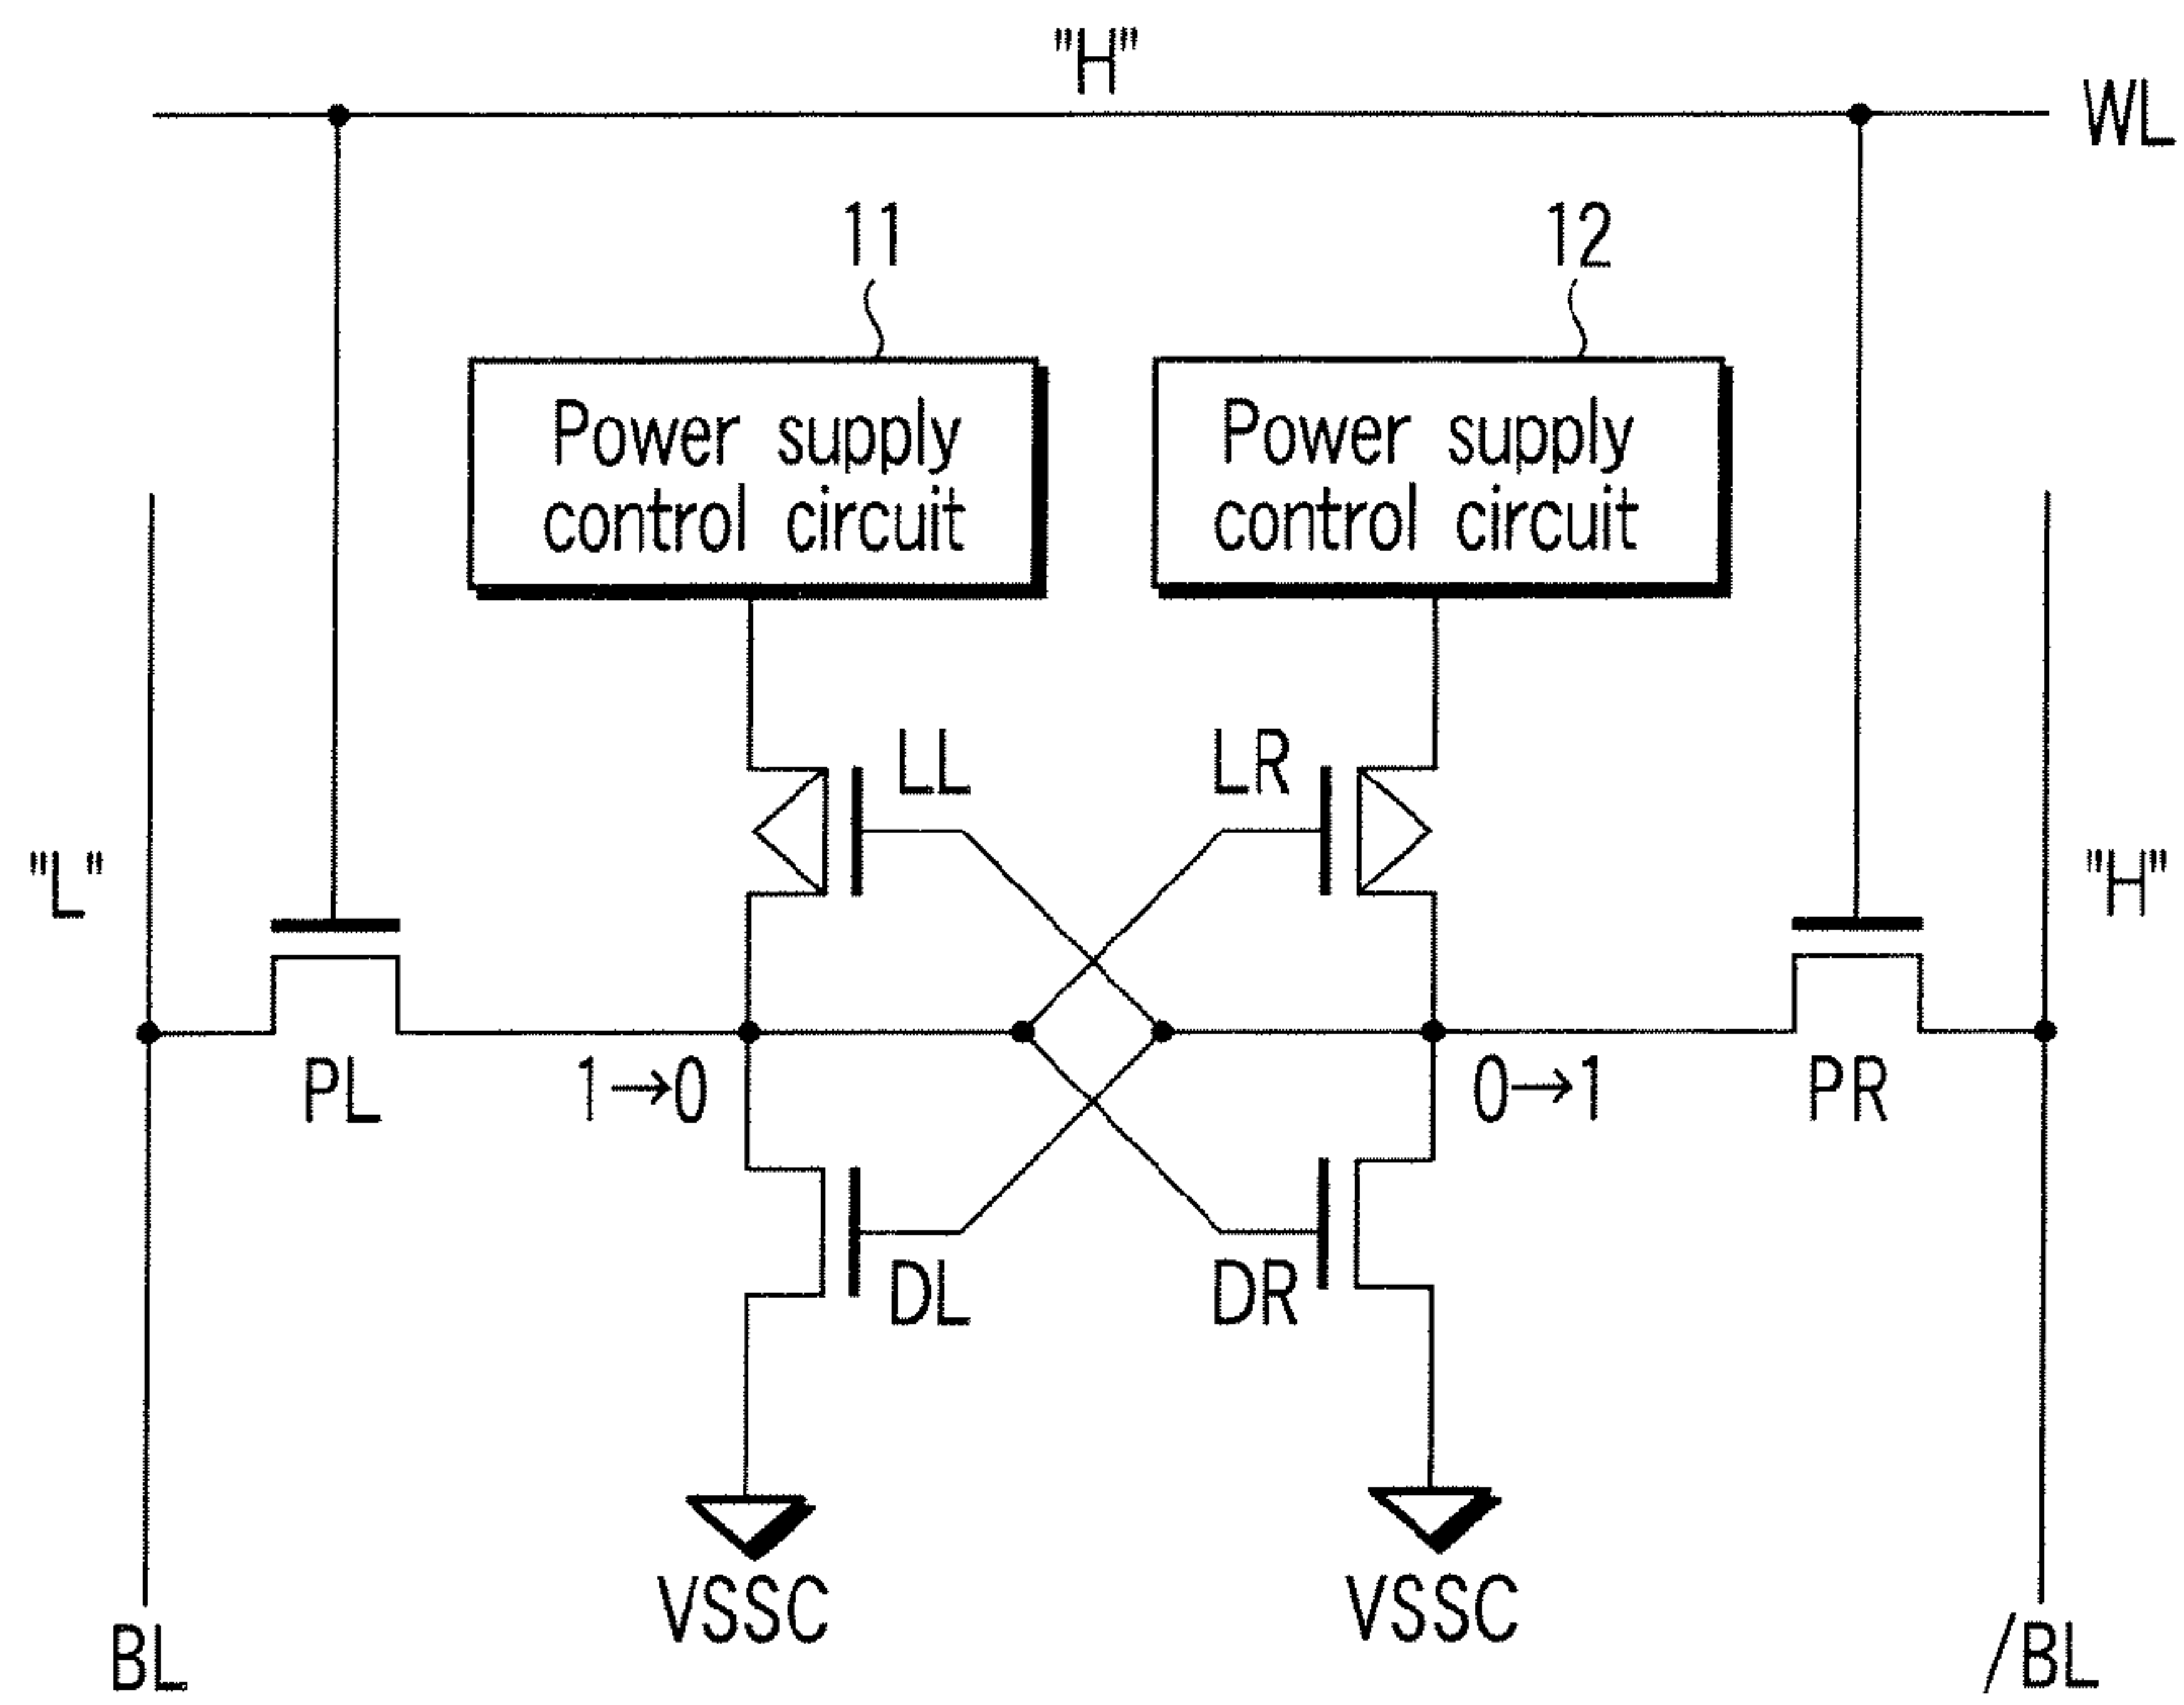 "H"
WL
11
12
Power supply
control circuit
Power supply
control circuit
LL
LR
"L"
"H"
PL
1→0
0→1
PR
DL
DR
VSSC
VSSC
BL
/BL